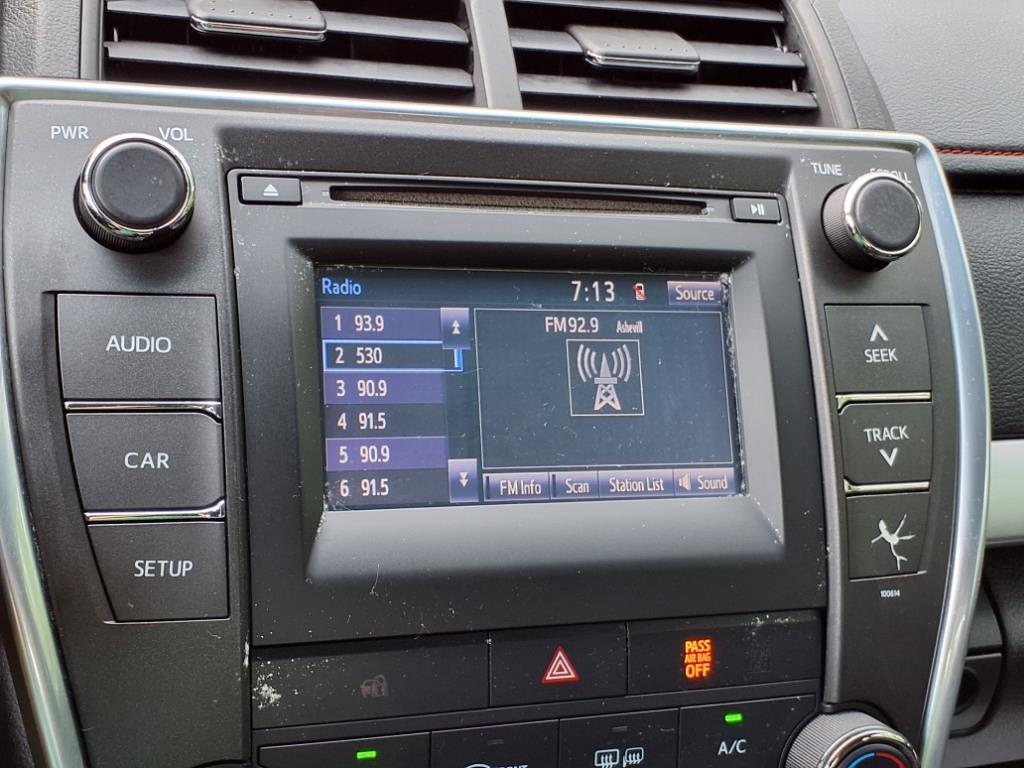 PWR VOL
TUNE SCROLL
Radio 7:13 Source
1 93.9
FM92.9 Ashevill
2 530
3 90.9
4 91.5
5 90.9
6 91.5
FM Info Scan Station List Sound
AUDIO
CAR
SETUP
SEEK
TRACK
100614
PASS
AIR BAG
OFF
A/C